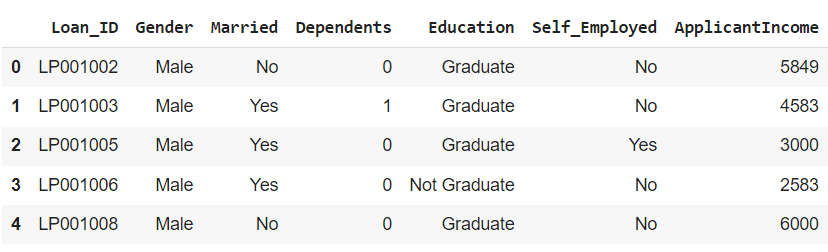 Loan_ID Gender Married Dependents Education Self_Employed ApplicantIncome
0 LP001002 Male No 0 Graduate No 5849
1 LP001003 Male Yes 1 Graduate No 4583
2 LP001005 Male Yes 0 Graduate Yes 3000
3 LP001006 Male Yes 0 Not Graduate No 2583
4 LP001008 Male No 0 Graduate No 6000